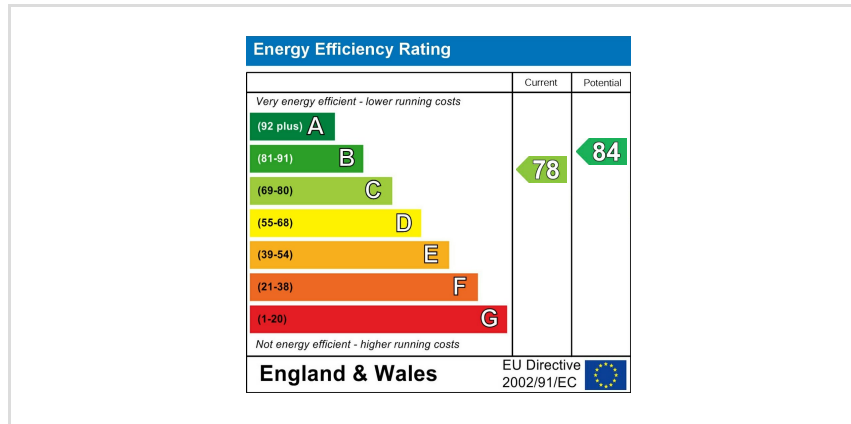 Energy Efficiency Rating
Current Potential
Very energy efficient - lower running costs
(92 plus) A
(81-91) B
(69-80) C
(55-68) D
(39-54) E
(21-38) F
(1-20) G
78
84
Not energy efficient - higher running costs
England & Wales
EU Directive
2002/91/EC